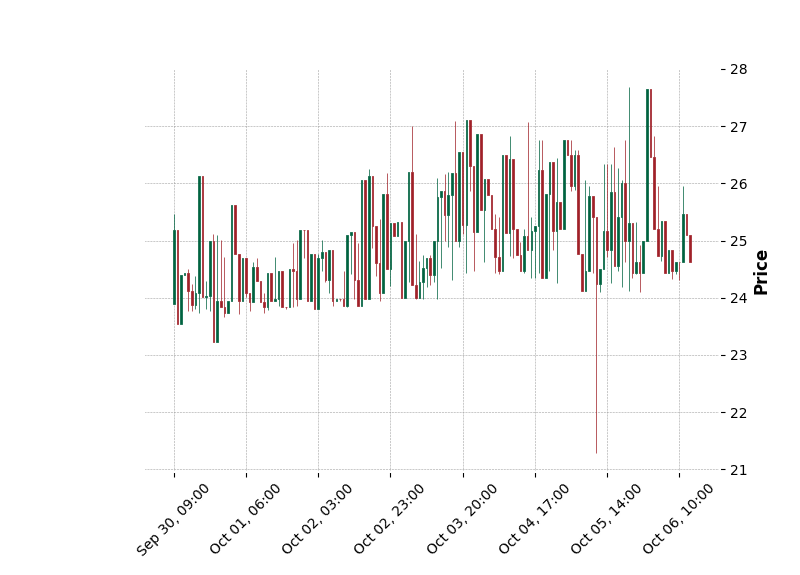 28
27
26
25
24
23
22
21
Price
Sep 30, 09:00
Oct 01, 06:00
Oct 02, 03:00
Oct 02, 23:00
Oct 03, 20:00
Oct 04, 17:00
Oct 05, 14:00
Oct 06, 10:00